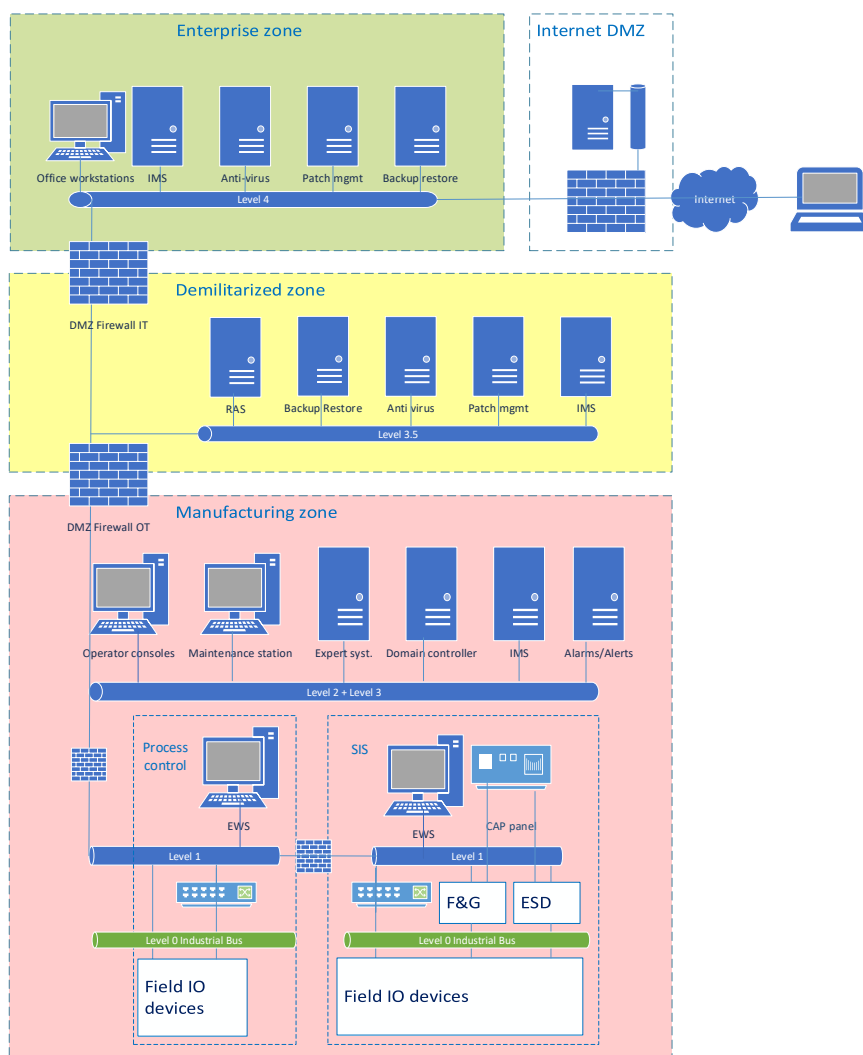 Enterprise zone
Internet DMZ
Office workstations
IMS
Anti-virus
Patch mgmt
Backup restore
Level 4
Internet
DMZ Firewall IT
Demilitarized zone
RAS
Backup Restore
Anti virus
Patch mgmt
IMS
Level 3.5
DMZ Firewall OT
Manufacturing zone
Operator consoles
Maintenance station
Expert syst.
Domain controller
IMS
Alarms/Alerts
Level 2 + Level 3
Process
control
EWS
SIS
EWS
CAP panel
Level 1
Level 1
F&G
ESD
Level 0 Industrial Bus
Level 0 Industrial Bus
Field IO
devices
Field IO devices